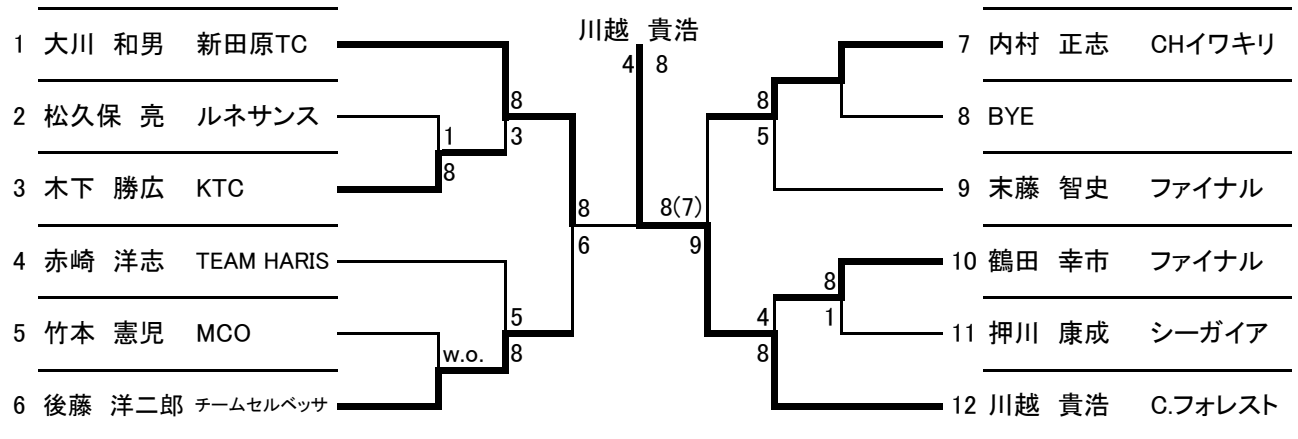 川越 貴浩
4 8
1 大川 和男 新田原TC
2 松久保 亮 ルネサンス
3 木下 勝広 KTC
4 赤崎 洋志 TEAM HARIS
5 竹本 憲児 MCO
6 後藤 洋二郎 チームセルベッサ
8
3
1
8
8
6
5
8
w.o.
8(7)
9
8
5
8
1
4
8
7 内村 正志 CHイワキリ
8 BYE
9 末藤 智史 ファイナル
10 鶴田 幸市 ファイナル
11 押川 康成 シーガイア
12 川越 貴浩 C.フォレスト